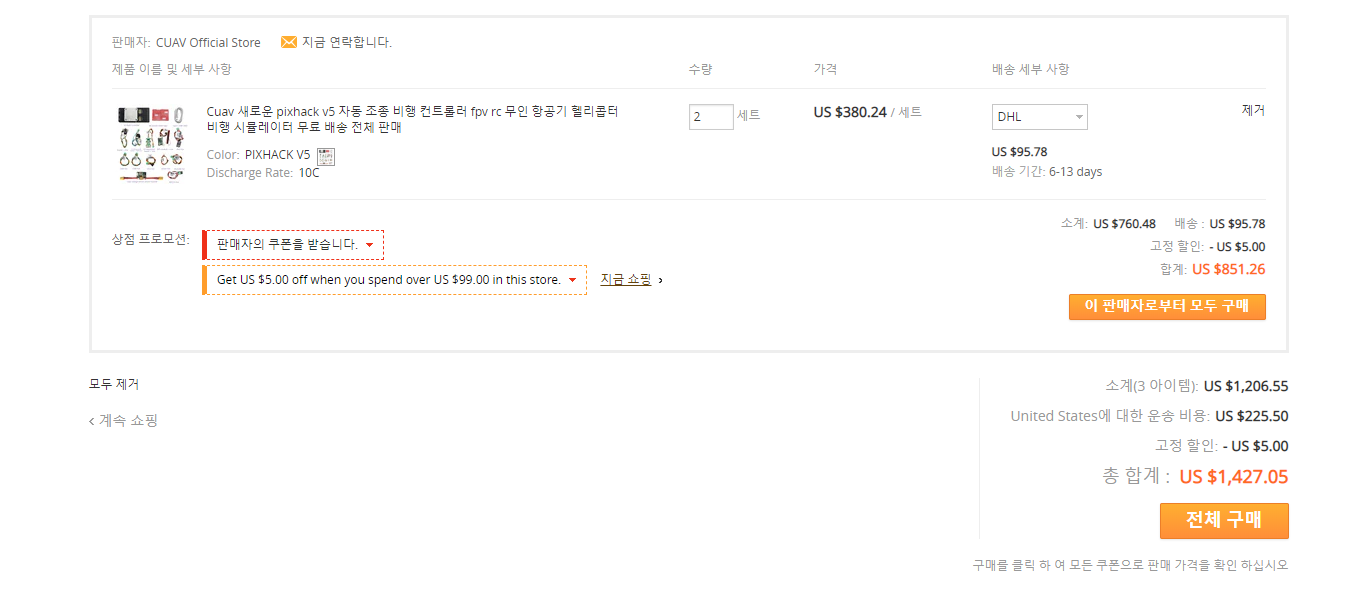 판매자: CUAV Official Store 지금 연락합니다.
제품 이름 및 세부 사항 수량 가격 배송 세부 사항
Cuav 새로운 pixhack v5 자동 조종 비행 컨트롤러 fpv rc 무인 항공기 헬리콥터
비행 시뮬레이터 무료 배송 전체 판매
2 세트
US $380.24 / 세트
DHL
제거
Color: PIXHACK V5
Discharge Rate: 10C
US $95.78
배송 기간: 6-13 days
상점 프로모션: 판매자의 쿠폰을 받습니다.
Get US $5.00 off when you spend over US $99.00 in this store. 지금 쇼핑 ›
소계: US $760.48 배송 : US $95.78
고정 할인: - US $5.00
합계: US $851.26
이 판매자로부터 모두 구매
모두 제거
‹ 계속 쇼핑
소계(3 아이템): US $1,206.55
United States에 대한 운송 비용: US $225.50
고정 할인: - US $5.00
총 합계 : US $1,427.05
전체 구매
구매를 클릭 하 여 모든 쿠폰으로 판매 가격을 확인 하십시오